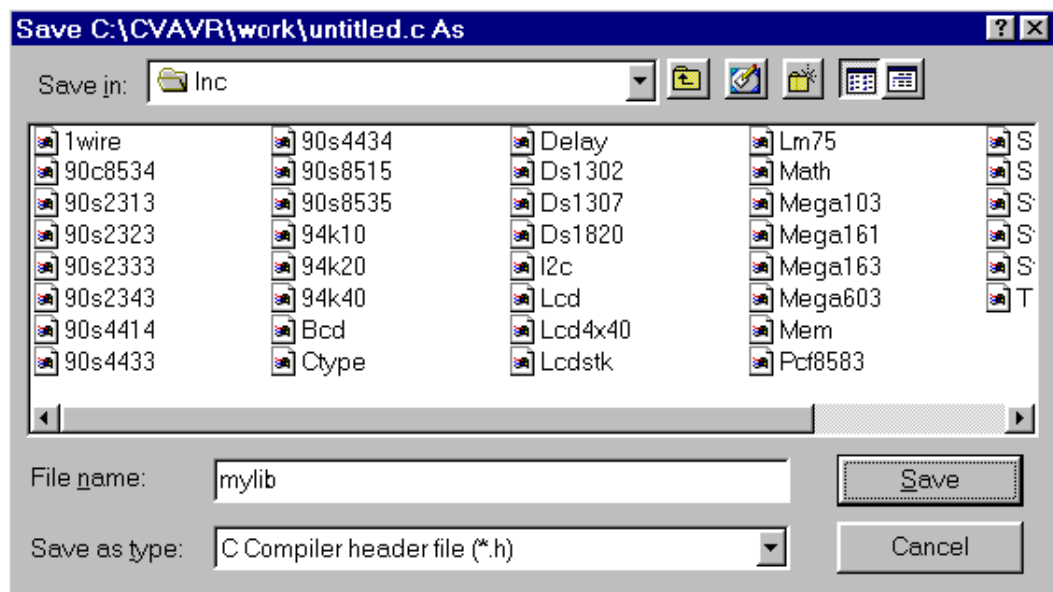 Save C:\CVAVR\work\untitled.c As
Save in: Inc
1wire 90s4434 Delay Lm75 S
90c8534 90s8515 Ds1302 Math S
90s2313 90s8535 Ds1307 Mega103 S
90s2323 94k10 Ds1820 Mega161 S
90s2333 94k20 I2c Mega163 S
90s2343 94k40 Lcd Mega603 T
90s4414 Bcd Lcd4x40 Mem
90s4433 Ctype Lcdstk Pcf8583
File name: mylib Save
Save as type: C Compiler header file (*.h) Cancel